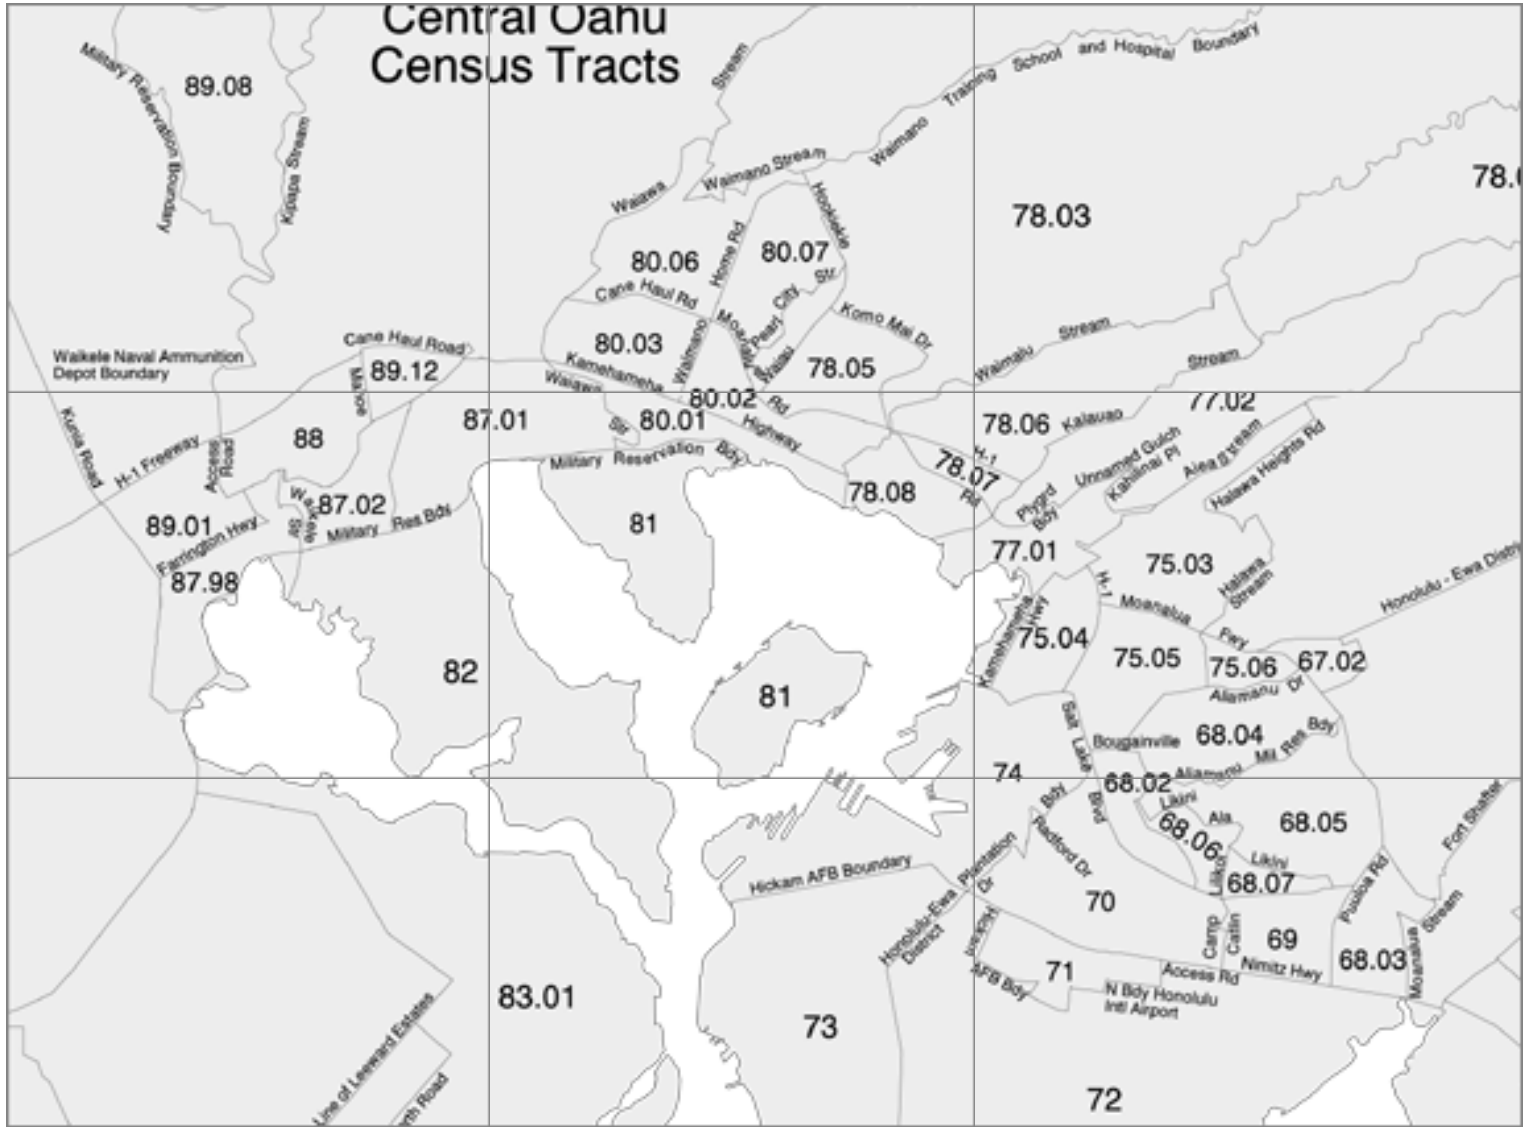 Central Oahu
Census Tracts
Military Reservation Boundary
89.08
Kipapa Stream
Stream
Waimano Training School and Hospital Boundary
Waiawa
Waimano Stream
Hookiekie
78.03
80.06
Home Rd
80.07
Str
Cane Haul Rd
Pearl City
Moanalua
Komo Mai Dr
Waikele Naval Ammunition
Depot Boundary
Cane Haul Road
89.12
Maxoe
80.03
Kamehameha
Waimano
Waiau
78.05
Waimalu Stream
Stream
Kunia Road
H-1 Freeway
Access
Road
88
87.01
Waiawa
Str
80.01
80.02
Rd
Highway
Military Reservation Bdy
78.06
Kalauao
77.02
H-1
78.07
Rd
78.08
Plygrd
Bdy
Unnamed Gulch
Kahilinai Pl
Aiea Stream
Halawa Heights Rd
89.01
Farrington Hwy
Waikele
Str
87.02
Military Res Bdy
87.98
81
77.01
75.03
Halawa
Stream
H-1
Moanalua
Fwy
Kamehameha
Hwy
75.04
75.05
75.06
67.02
82
81
Aliamanu Dr
Salt Lake
Blvd
Bougainville
68.04
Aliamanu Mil Res Bdy
74
68.02
Bdy
Likini
Ala
68.06
68.05
Fort Shafter
Radford Dr
Hickam AFB Boundary
Honolulu-Ewa Plantation
District
Dr
Likini
Lilikoi
68.07
Puuloa Rd
70
Camp
Catlin
69
Nimitz Hwy
68.03
Moanalua
Stream
AFB Bdy
71
Access Rd
N Bdy Honolulu
Intl Airport
83.01
73
72
Line of Leeward Estates